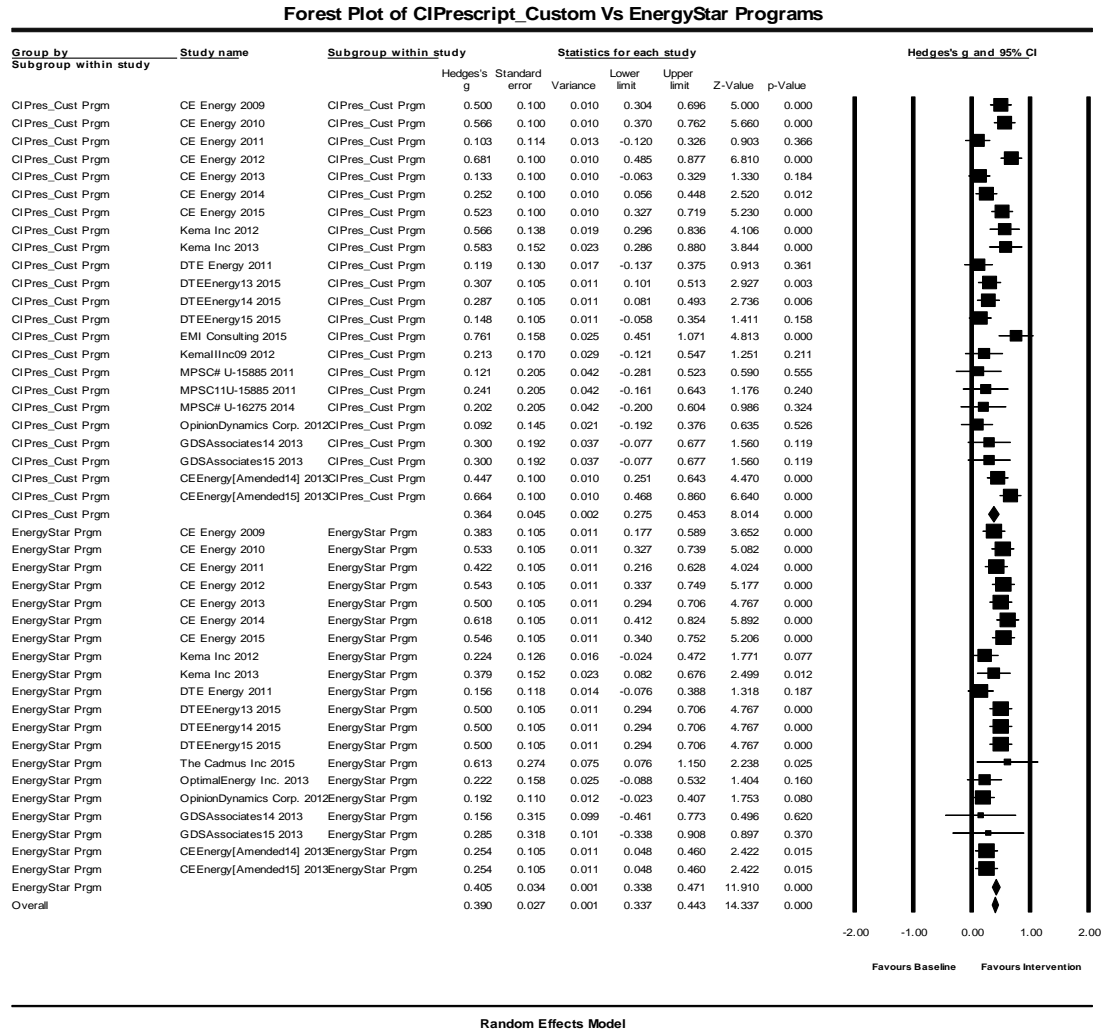 Forest Plot of CIPrescript_Custom Vs EnergyStar Programs
Group by Study name Subgroup within study Statistics for each study Hedges's g and 95% CI
Subgroup within study
Hedges's Standard Lower Upper
g error Variance limit limit Z-Value p-Value
CIPres_Cust Prgm CE Energy 2009 CIPres_Cust Prgm 0.500 0.100 0.010 0.304 0.696 5.000 0.000
CIPres_Cust Prgm CE Energy 2010 CIPres_Cust Prgm 0.566 0.100 0.010 0.370 0.762 5.660 0.000
CIPres_Cust Prgm CE Energy 2011 CIPres_Cust Prgm 0.103 0.114 0.013 -0.120 0.326 0.903 0.366
CIPres_Cust Prgm CE Energy 2012 CIPres_Cust Prgm 0.681 0.100 0.010 0.485 0.877 6.810 0.000
CIPres_Cust Prgm CE Energy 2013 CIPres_Cust Prgm 0.133 0.100 0.010 -0.063 0.329 1.330 0.184
CIPres_Cust Prgm CE Energy 2014 CIPres_Cust Prgm 0.252 0.100 0.010 0.056 0.448 2.520 0.012
CIPres_Cust Prgm CE Energy 2015 CIPres_Cust Prgm 0.523 0.100 0.010 0.327 0.719 5.230 0.000
CIPres_Cust Prgm Kema Inc 2012 CIPres_Cust Prgm 0.566 0.138 0.019 0.296 0.836 4.106 0.000
CIPres_Cust Prgm Kema Inc 2013 CIPres_Cust Prgm 0.583 0.152 0.023 0.286 0.880 3.844 0.000
CIPres_Cust Prgm DTE Energy 2011 CIPres_Cust Prgm 0.119 0.130 0.017 -0.137 0.375 0.913 0.361
CIPres_Cust Prgm DTEEnergy13 2015 CIPres_Cust Prgm 0.307 0.105 0.011 0.101 0.513 2.927 0.003
CIPres_Cust Prgm DTEEnergy14 2015 CIPres_Cust Prgm 0.287 0.105 0.011 0.081 0.493 2.736 0.006
CIPres_Cust Prgm DTEEnergy15 2015 CIPres_Cust Prgm 0.148 0.105 0.011 -0.058 0.354 1.411 0.158
CIPres_Cust Prgm EMI Consulting 2015 CIPres_Cust Prgm 0.761 0.158 0.025 0.451 1.071 4.813 0.000
CIPres_Cust Prgm KemaIIInc09 2012 CIPres_Cust Prgm 0.213 0.170 0.029 -0.121 0.547 1.251 0.211
CIPres_Cust Prgm MPSC# U-15885 2011 CIPres_Cust Prgm 0.121 0.205 0.042 -0.281 0.523 0.590 0.555
CIPres_Cust Prgm MPSC11U-15885 2011 CIPres_Cust Prgm 0.241 0.205 0.042 -0.161 0.643 1.176 0.240
CIPres_Cust Prgm MPSC# U-16275 2014 CIPres_Cust Prgm 0.202 0.205 0.042 -0.200 0.604 0.986 0.324
CIPres_Cust Prgm OpinionDynamics Corp. 2012CIPres_Cust Prgm 0.092 0.145 0.021 -0.192 0.376 0.635 0.526
CIPres_Cust Prgm GDSAssociates14 2013 CIPres_Cust Prgm 0.300 0.192 0.037 -0.077 0.677 1.560 0.119
CIPres_Cust Prgm GDSAssociates15 2013 CIPres_Cust Prgm 0.300 0.192 0.037 -0.077 0.677 1.560 0.119
CIPres_Cust Prgm CEEnergy[Amended14] 2013CIPres_Cust Prgm 0.447 0.100 0.010 0.251 0.643 4.470 0.000
CIPres_Cust Prgm CEEnergy[Amended15] 2013CIPres_Cust Prgm 0.664 0.100 0.010 0.468 0.860 6.640 0.000
CIPres_Cust Prgm 0.364 0.045 0.002 0.275 0.453 8.014 0.000
EnergyStar Prgm CE Energy 2009 EnergyStar Prgm 0.383 0.105 0.011 0.177 0.589 3.652 0.000
EnergyStar Prgm CE Energy 2010 EnergyStar Prgm 0.533 0.105 0.011 0.327 0.739 5.082 0.000
EnergyStar Prgm CE Energy 2011 EnergyStar Prgm 0.422 0.105 0.011 0.216 0.628 4.024 0.000
EnergyStar Prgm CE Energy 2012 EnergyStar Prgm 0.543 0.105 0.011 0.337 0.749 5.177 0.000
EnergyStar Prgm CE Energy 2013 EnergyStar Prgm 0.500 0.105 0.011 0.294 0.706 4.767 0.000
EnergyStar Prgm CE Energy 2014 EnergyStar Prgm 0.618 0.105 0.011 0.412 0.824 5.892 0.000
EnergyStar Prgm CE Energy 2015 EnergyStar Prgm 0.546 0.105 0.011 0.340 0.752 5.206 0.000
EnergyStar Prgm Kema Inc 2012 EnergyStar Prgm 0.224 0.126 0.016 -0.024 0.472 1.771 0.077
EnergyStar Prgm Kema Inc 2013 EnergyStar Prgm 0.379 0.152 0.023 0.082 0.676 2.499 0.012
EnergyStar Prgm DTE Energy 2011 EnergyStar Prgm 0.156 0.118 0.014 -0.076 0.388 1.318 0.187
EnergyStar Prgm DTEEnergy13 2015 EnergyStar Prgm 0.500 0.105 0.011 0.294 0.706 4.767 0.000
EnergyStar Prgm DTEEnergy14 2015 EnergyStar Prgm 0.500 0.105 0.011 0.294 0.706 4.767 0.000
EnergyStar Prgm DTEEnergy15 2015 EnergyStar Prgm 0.500 0.105 0.011 0.294 0.706 4.767 0.000
EnergyStar Prgm The Cadmus Inc 2015 EnergyStar Prgm 0.613 0.274 0.075 0.076 1.150 2.238 0.025
EnergyStar Prgm OptimalEnergy Inc. 2013 EnergyStar Prgm 0.222 0.158 0.025 -0.088 0.532 1.404 0.160
EnergyStar Prgm OpinionDynamics Corp. 2012EnergyStar Prgm 0.192 0.110 0.012 -0.023 0.407 1.753 0.080
EnergyStar Prgm GDSAssociates14 2013 EnergyStar Prgm 0.156 0.315 0.099 -0.461 0.773 0.496 0.620
EnergyStar Prgm GDSAssociates15 2013 EnergyStar Prgm 0.285 0.318 0.101 -0.338 0.908 0.897 0.370
EnergyStar Prgm CEEnergy[Amended14] 2013EnergyStar Prgm 0.254 0.105 0.011 0.048 0.460 2.422 0.015
EnergyStar Prgm CEEnergy[Amended15] 2013EnergyStar Prgm 0.254 0.105 0.011 0.048 0.460 2.422 0.015
EnergyStar Prgm 0.405 0.034 0.001 0.338 0.471 11.910 0.000
Overall 0.390 0.027 0.001 0.337 0.443 14.337 0.000
-2.00 -1.00 0.00 1.00 2.00
Favours Baseline Favours Intervention
Random Effects Model